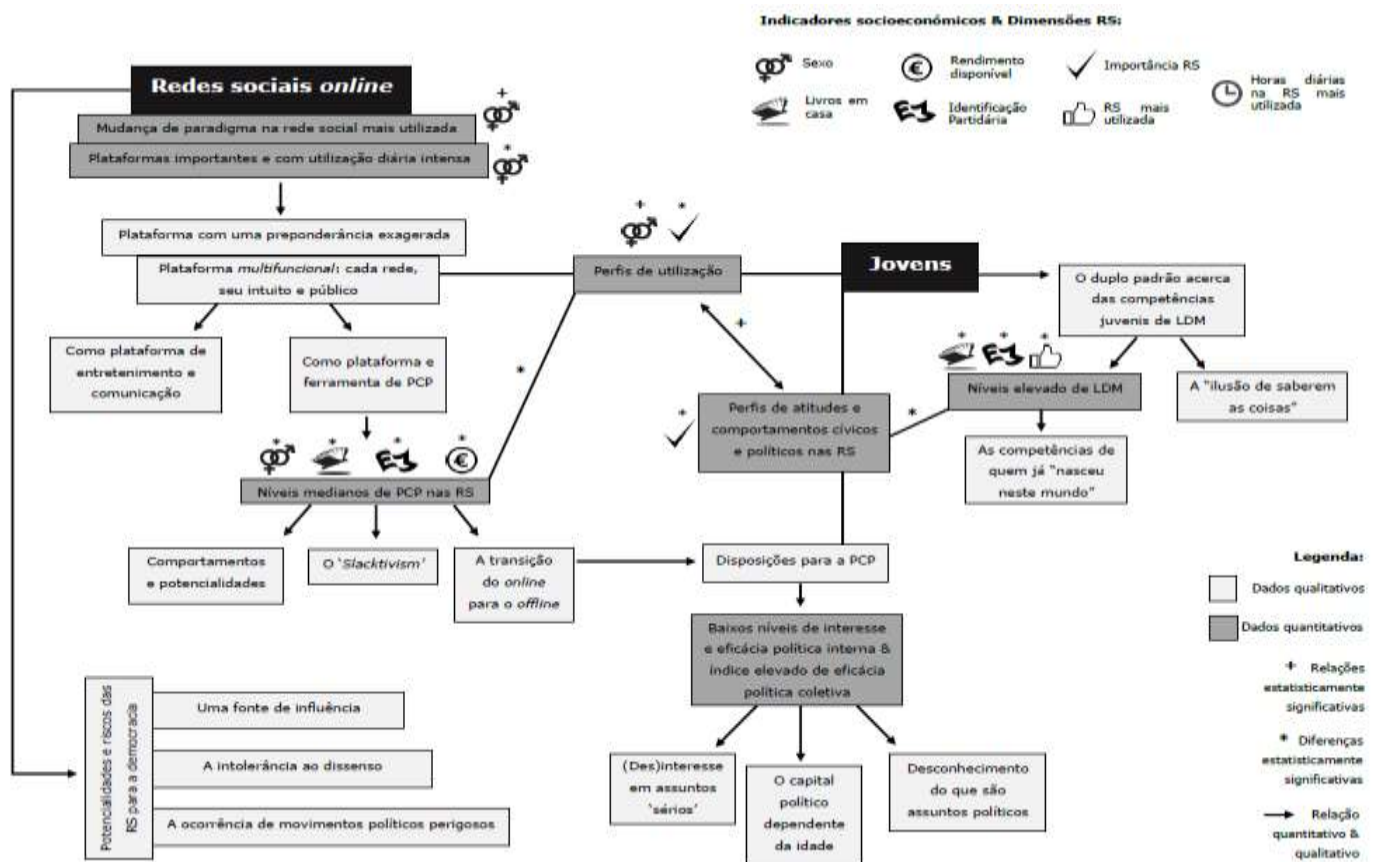 Indicadores socioeconómicos & Dimensões RS:
Sexo
Rendimento
disponível
Importância RS
Horas diárias
na RS mais
utilizada
Livros em
casa
Identificação
Partidária
RS mais
utilizada
Redes sociais online
Mudança de paradigma na rede social mais utilizada
+
Plataformas importantes e com utilização diária intensa
*
Plataforma com uma preponderância exagerada
Plataforma multifuncional: cada rede,
seu intuito e público
Como plataforma de
entretenimento e
comunicação
Como plataforma e
ferramenta de PCP
* * * *
€
Níveis medianos de PCP nas RS
Comportamentos
e potencialidades
O 'Slacktivism'
A transição
do online
para o offline
+ *
Perfis de utilização
+
*
Jovens
O duplo padrão acerca
das competências
juvenis de LDM
* * *
Níveis elevado de LDM
A "ilusão de saberem
as coisas"
As competências de
quem já "nasceu
neste mundo"
*
+
Perfis de atitudes e
comportamentos cívicos
e políticos nas RS
Disposições para a PCP
Baixos níveis de interesse
e eficácia política interna &
índice elevado de eficácia
política coletiva
(Des)interesse
em assuntos
'sérios'
O capital
político
dependente
da idade
Desconhecimento
do que são
assuntos políticos
Potencialidades e riscos das
RS para a democracia
Uma fonte de influência
A intolerância ao dissenso
A ocorrência de movimentos políticos perigosos
Legenda:
Dados qualitativos
Dados quantitativos
+ Relações
estatisticamente
significativas
* Diferenças
estatisticamente
significativas
Relação
quantitativo &
qualitativo